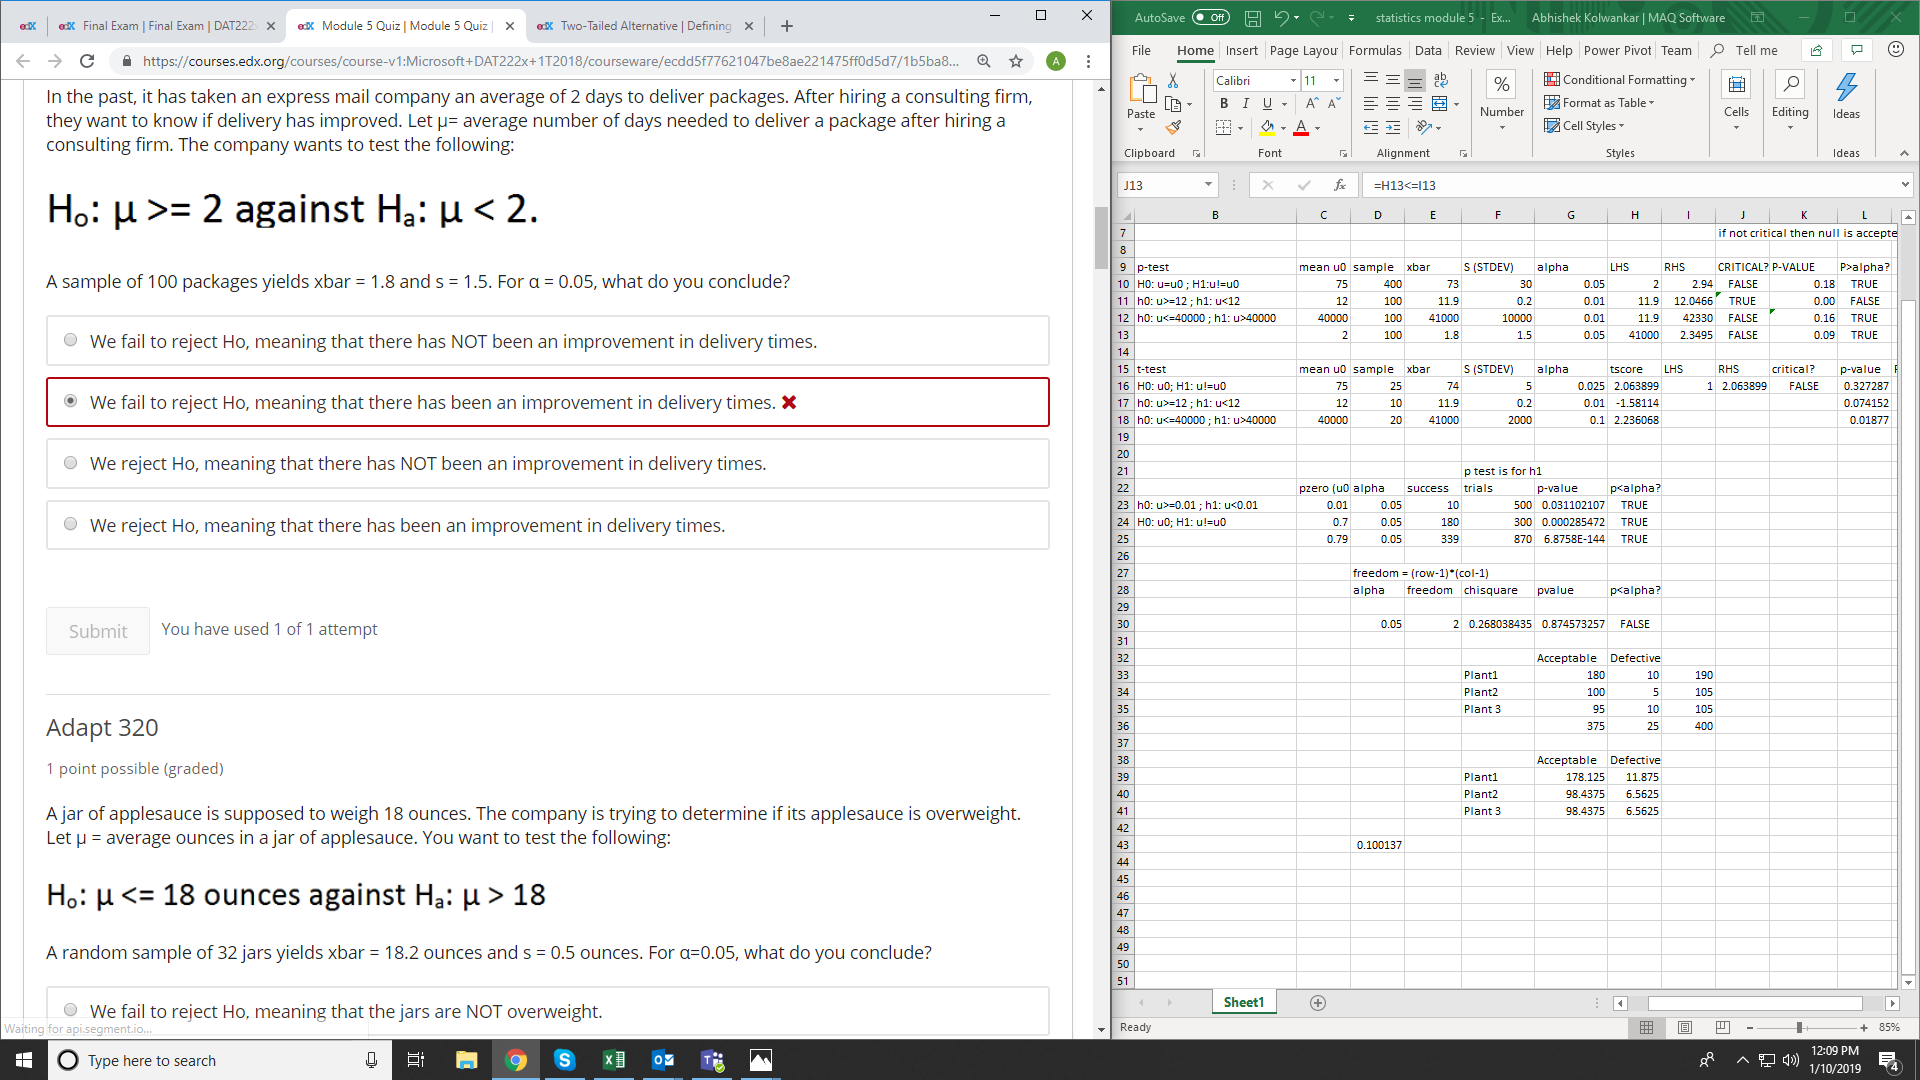 edX
edX Final Exam | Final Exam | DAT222
edX Module 5 Quiz | Module 5 Quiz |
edX Two-Tailed Alternative | Defining
https://courses.edx.org/courses/course-v1:Microsoft+DAT222x+1T2018/courseware/ecdd5f77621047be8ae221475ff0d5d7/1b5ba8...
A
In the past, it has taken an express mail company an average of 2 days to deliver packages. After hiring a consulting firm,
they want to know if delivery has improved. Let μ= average number of days needed to deliver a package after hiring a
consulting firm. The company wants to test the following:
Ho: μ >= 2 against Ha: μ < 2.
A sample of 100 packages yields xbar = 1.8 and s = 1.5. For α = 0.05, what do you conclude?
We fail to reject Ho, meaning that there has NOT been an improvement in delivery times.
We fail to reject Ho, meaning that there has been an improvement in delivery times.
We reject Ho, meaning that there has NOT been an improvement in delivery times.
We reject Ho, meaning that there has been an improvement in delivery times.
Submit You have used 1 of 1 attempt
Adapt 320
1 point possible (graded)
A jar of applesauce is supposed to weigh 18 ounces. The company is trying to determine if its applesauce is overweight.
Let μ = average ounces in a jar of applesauce. You want to test the following:
Ho: μ <= 18 ounces against Ha: μ > 18
A random sample of 32 jars yields xbar = 18.2 ounces and s = 0.5 ounces. For α=0.05, what do you conclude?
We fail to reject Ho, meaning that the jars are NOT overweight.
Waiting for api.segment.io...
AutoSave Off statistics module 5 - Ex... Abhishek Kolwankar | MAQ Software
File Home Insert Page Layou Formulas Data Review View Help Power Pivot Team Tell me
Paste
Calibri 11
B I U A A
ab
%
Number
Conditional Formatting
Format as Table
Cell Styles
Cells
Editing
Ideas
Clipboard Font Alignment Styles Ideas
J13 fx =H13<=I13
B C D E F G H I J K L
7 if not critical then null is accepte
8
9 p-test mean u0 sample xbar S (STDEV) alpha LHS RHS CRITICAL? P-VALUE P>alpha?
10 H0: u=u0 ; H1:u!=u0 75 400 73 30 0.05 2 2.94 FALSE 0.18 TRUE
11 h0: u>=12 ; h1: u<12 12 100 11.9 0.2 0.01 11.9 12.0466 TRUE 0.00 FALSE
12 h0: u<=40000 ; h1: u>40000 40000 100 41000 10000 0.01 11.9 42330 FALSE 0.16 TRUE
13 2 100 1.8 1.5 0.05 41000 2.3495 FALSE 0.09 TRUE
14
15 t-test mean u0 sample xbar S (STDEV) alpha tscore LHS RHS critical? p-value
16 H0: u0; H1: u!=u0 75 25 74 5 0.025 2.063899 1 2.063899 FALSE 0.327287
17 h0: u>=12 ; h1: u<12 12 10 11.9 0.2 0.01 -1.58114 0.074152
18 h0: u<=40000 ; h1: u>40000 40000 20 41000 2000 0.1 2.236068 0.01877
19
20
21 p test is for h1
22 pzero (u0 alpha success trials p-value p<alpha?
23 h0: u>=0.01 ; h1: u<0.01 0.01 0.05 10 500 0.031102107 TRUE
24 H0: u0; H1: u!=u0 0.7 0.05 180 300 0.000285472 TRUE
25 0.79 0.05 339 870 6.8758E-144 TRUE
26
27 freedom = (row-1)*(col-1)
28 alpha freedom chisquare pvalue p<alpha?
29
30 0.05 2 0.268038435 0.874573257 FALSE
31
32 Acceptable Defective
33 Plant1 180 10 190
34 Plant2 100 5 105
35 Plant 3 95 10 105
36 375 25 400
37
38 Acceptable Defective
39 Plant1 178.125 11.875
40 Plant2 98.4375 6.5625
41 Plant 3 98.4375 6.5625
42
43 0.100137
44
45
46
47
48
49
50
51
Sheet1
Ready 85%
Type here to search
12:09 PM
1/10/2019
4